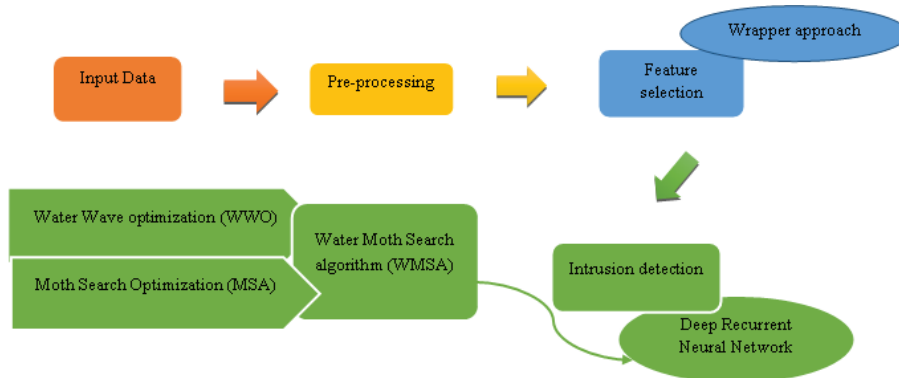 Wrapper approach
Input Data
Pre-processing
Feature
selection
Water Wave optimization (WWO)
Moth Search Optimization (MSA)
Water Moth Search
algorithm (WMSA)
Intrusion detection
Deep Recurrent
Neural Network